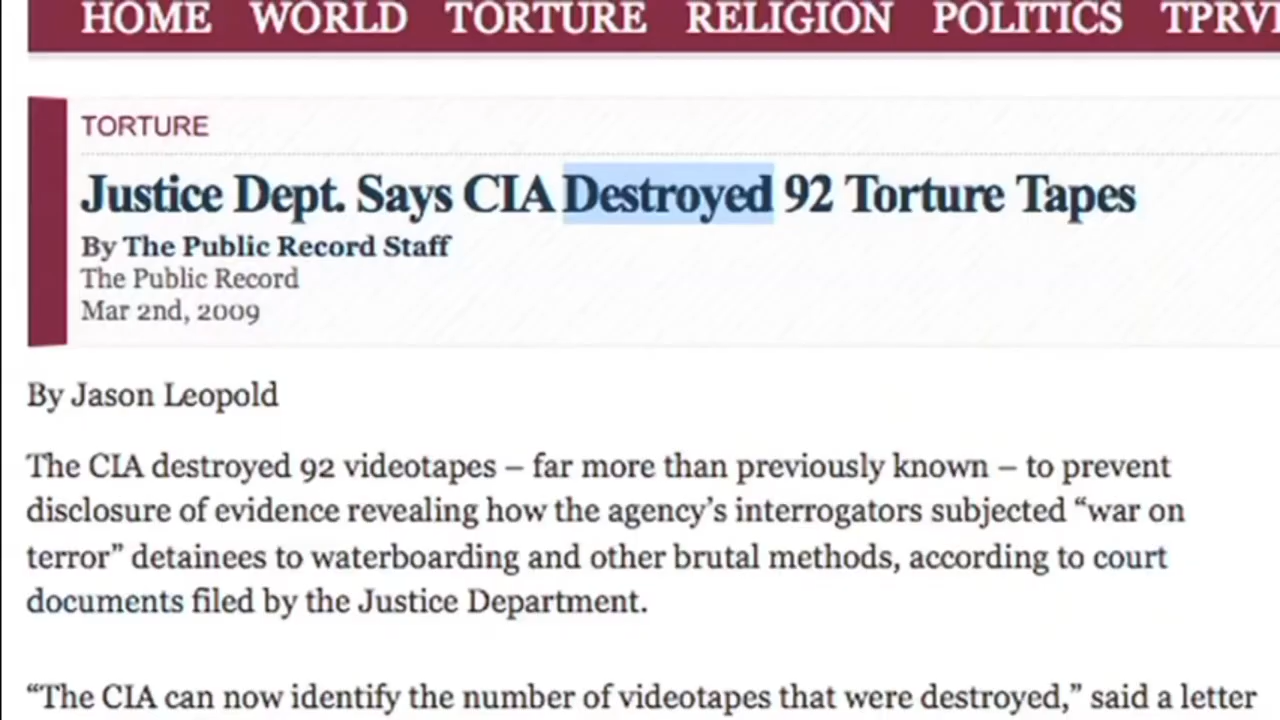 HOME WORLD TORTURE RELIGION POLITICS
TORTURE
Justice Dept. Says CIA Destroyed 92 Torture Tapes
By The Public Record Staff
The Public Record
Mar 2nd, 2009
By Jason Leopold
The CIA destroyed 92 videotapes – far more than previously known – to prevent
disclosure of evidence revealing how the agency’s interrogators subjected “war on
terror” detainees to waterboarding and other brutal methods, according to court
documents filed by the Justice Department.
“The CIA can now identify the number of videotapes that were destroyed,” said a letter